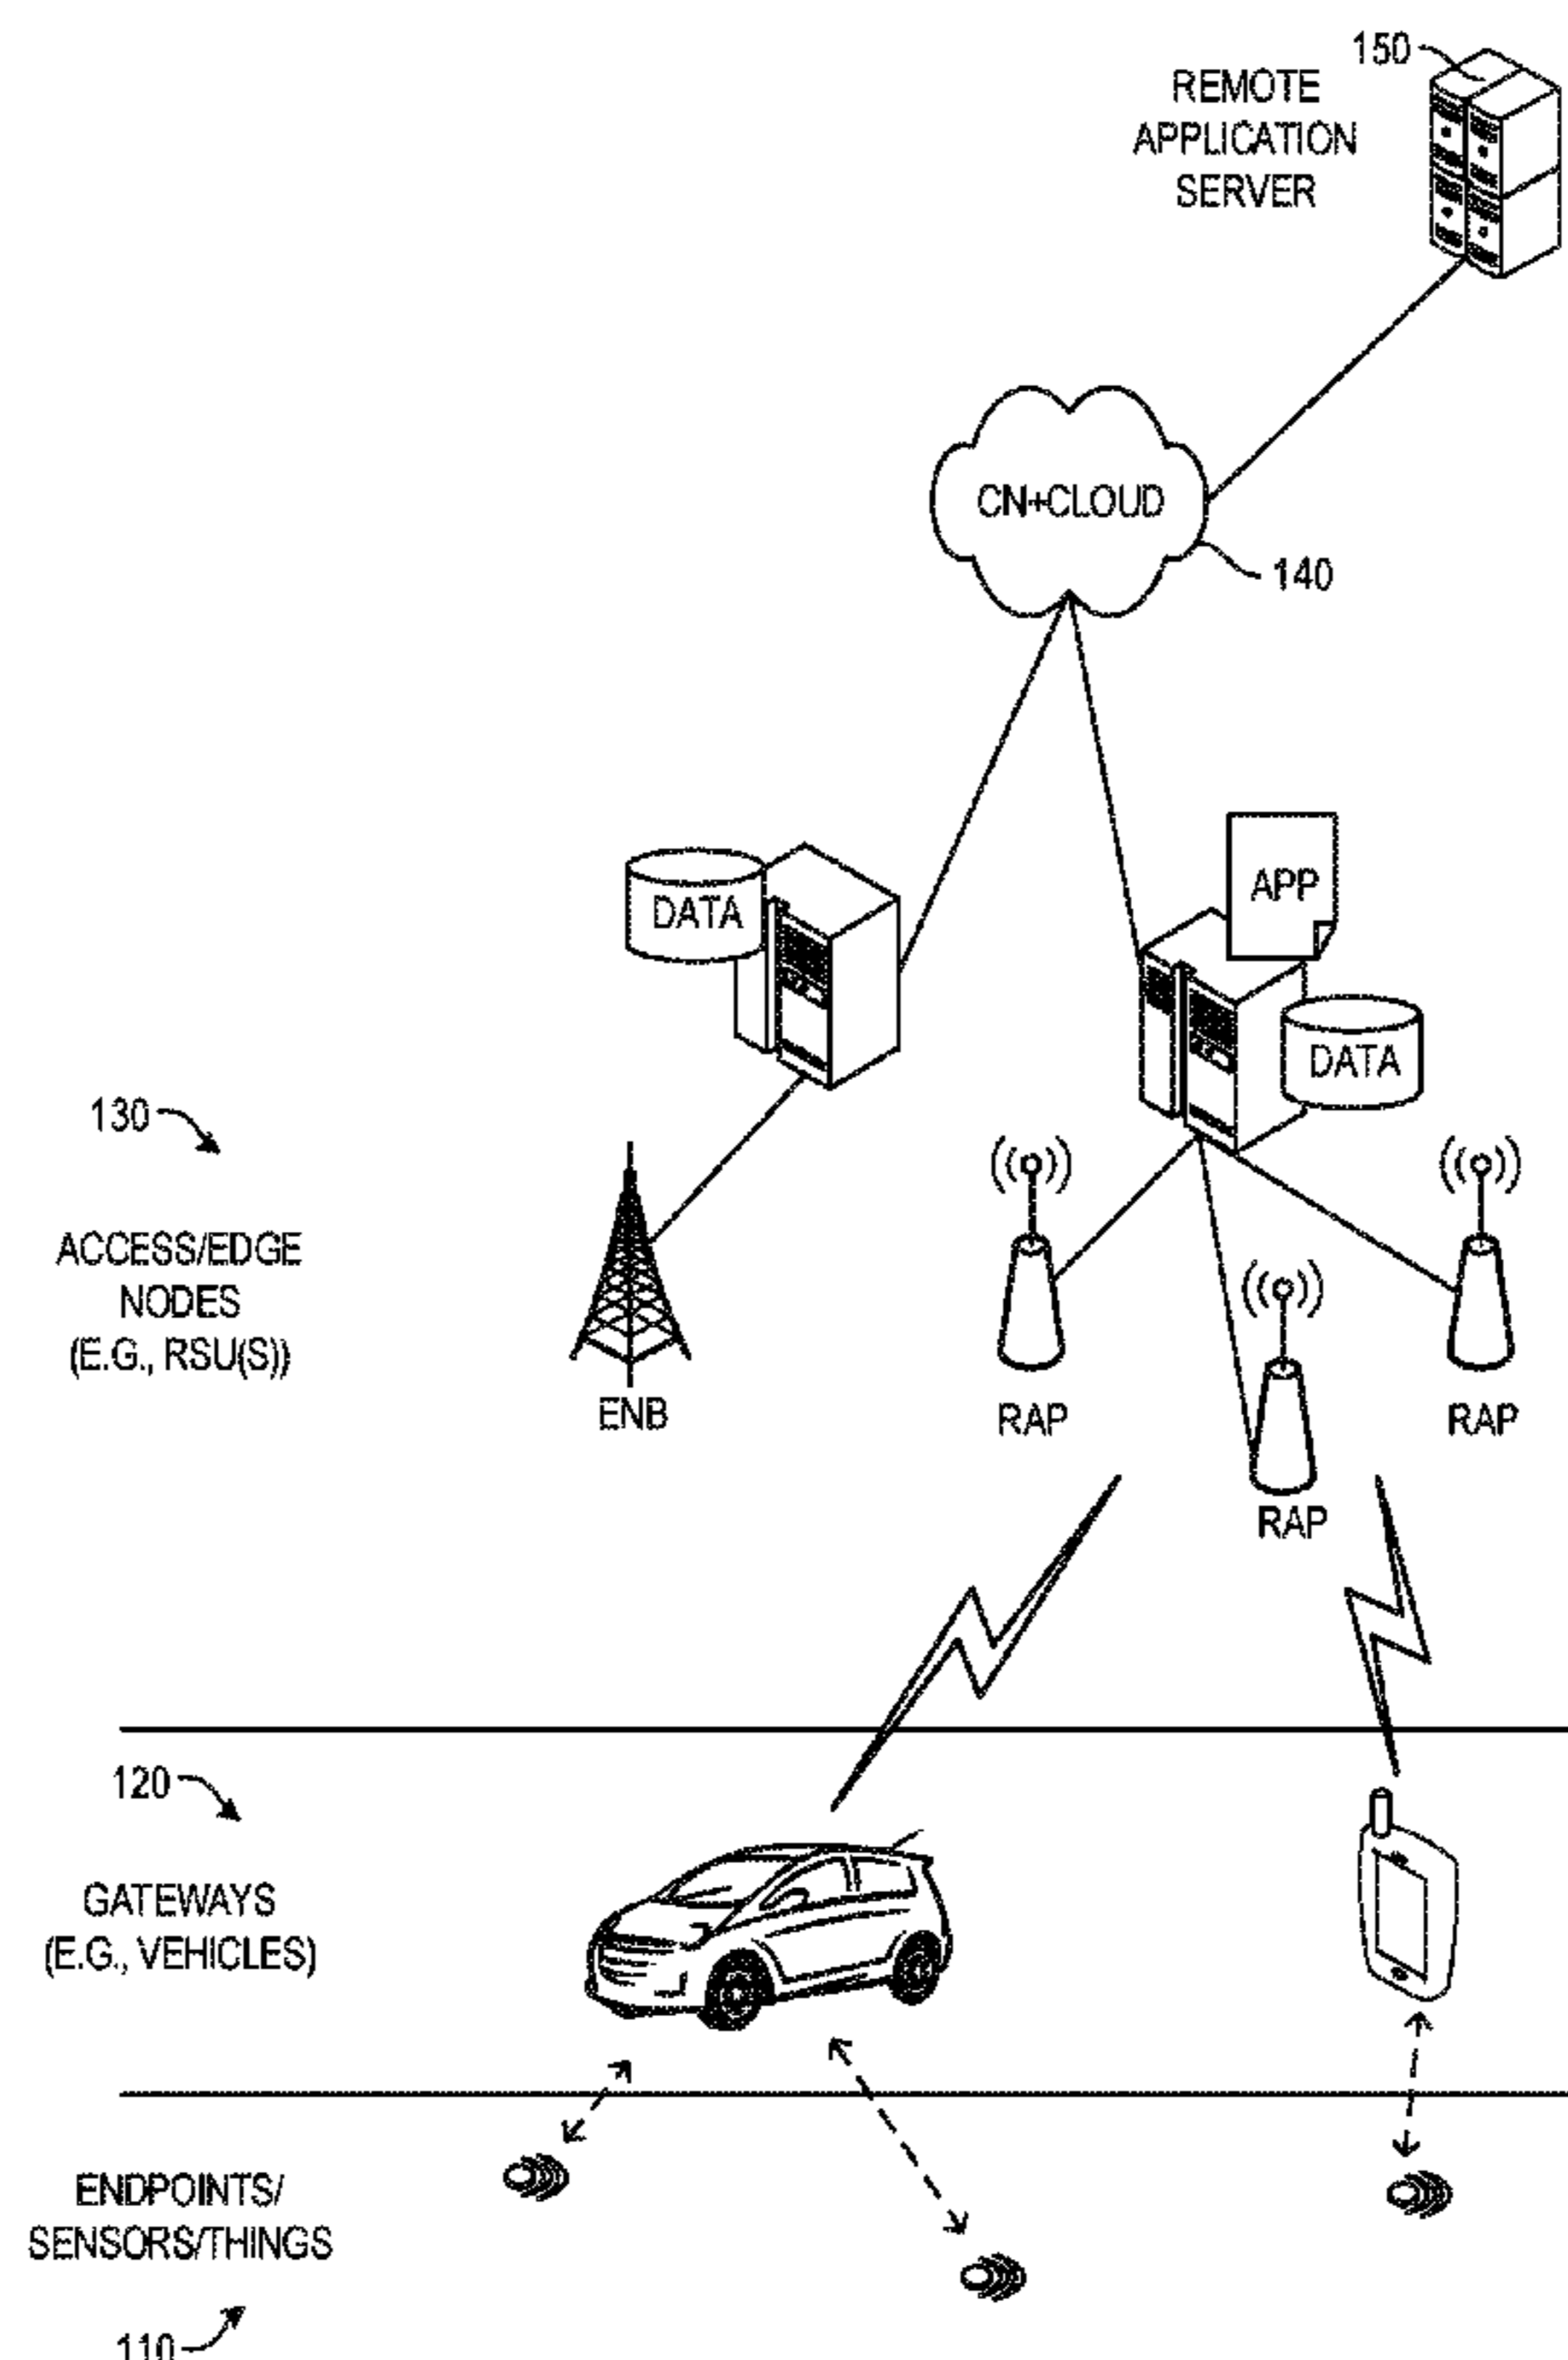 150
REMOTE
APPLICATION
SERVER
CN+CLOUD
140
APP
DATA
DATA
130
ACCESS/EDGE
NODES
(E.G., RSU(S))
ENB
RAP
RAP
RAP
120
GATEWAYS
(E.G., VEHICLES)
ENDPOINTS/
SENSORS/THINGS
110